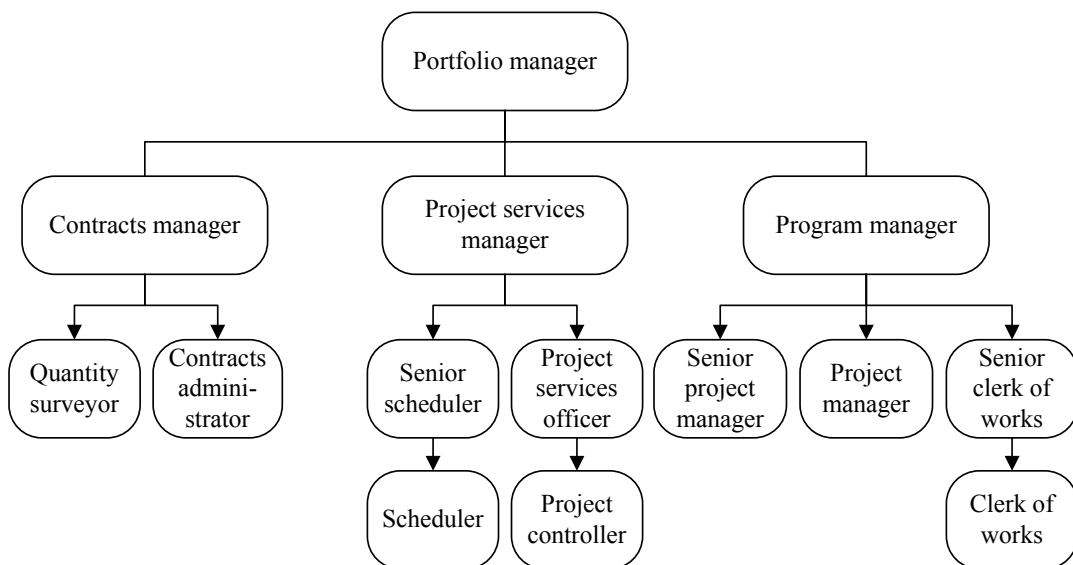 Portfolio manager
Contracts manager
Project services
manager
Program manager
Quantity
surveyor
Contracts
admini-
strator
Senior
scheduler
Project
services
officer
Senior
project
manager
Project
manager
Senior
clerk of
works
Scheduler
Project
controller
Clerk of
works